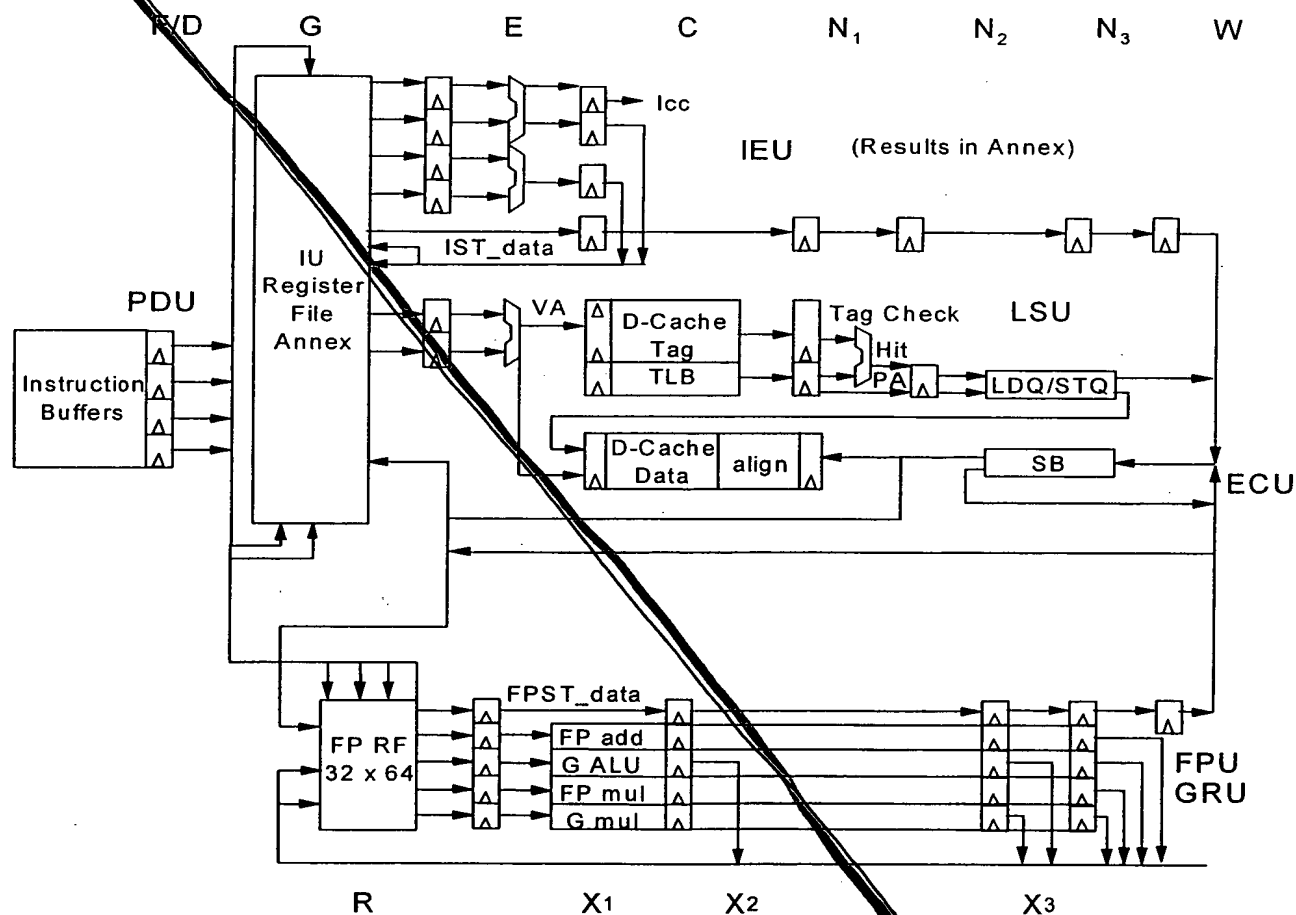 F/D G E C N1 N2 N3 W
Icc
IEU (Results in Annex)
IST_data
IU
Register
File
Annex
PDU
Instruction
Buffers
VA
D-Cache
Tag
TLB
Tag Check
Hit
PA
LSU
LDQ/STQ
D-Cache
Data
align
SB
ECU
FPST_data
FP RF
32 x 64
FP add
G ALU
FP mul
G mul
FPU
GRU
R X1 X2 X3